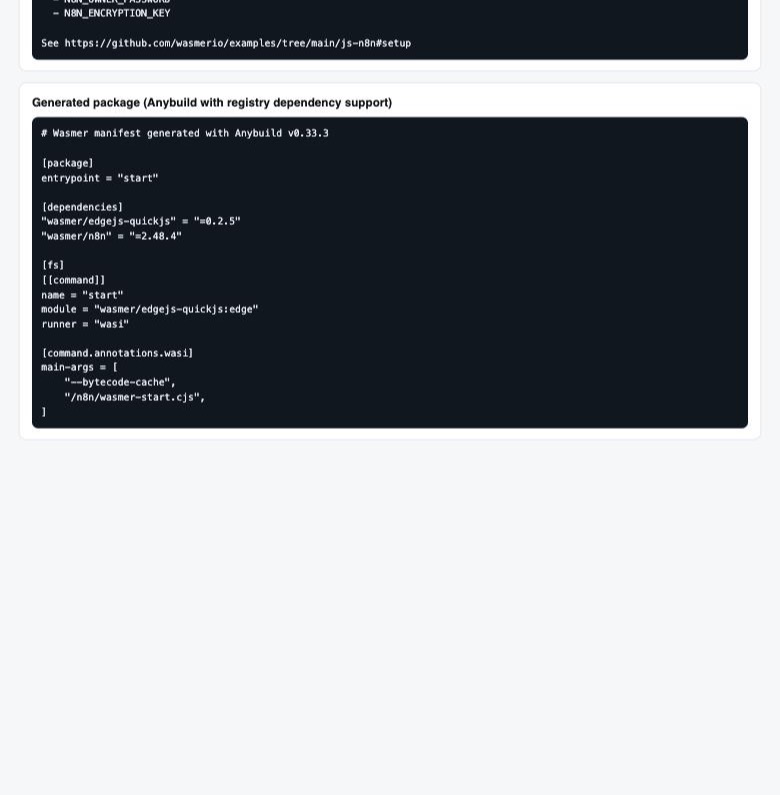 - N8N_OWNER_PASSWORD
- N8N_ENCRYPTION_KEY
See https://github.com/wasmerio/examples/tree/main/js-n8n#setup
Generated package (Anybuild with registry dependency support)
# Wasmer manifest generated with Anybuild v0.33.3
[package]
entrypoint = "start"
[dependencies]
"wasmer/edgejs-quickjs" = "=0.2.5"
"wasmer/n8n" = "=2.48.4"
[fs]
[[command]]
name = "start"
module = "wasmer/edgejs-quickjs:edge"
runner = "wasi"
[command.annotations.wasi]
main-args = [
"--bytecode-cache",
"/n8n/wasmer-start.cjs",
]